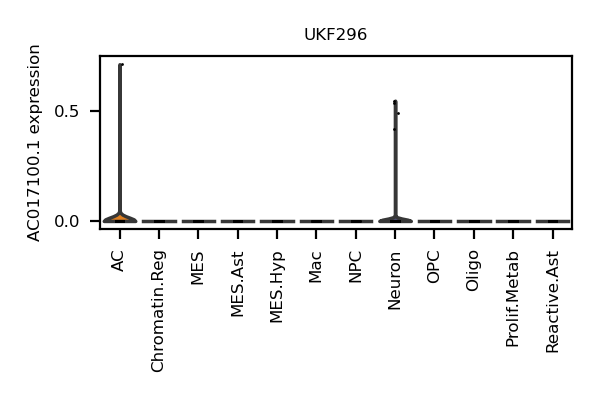 UKF296
AC017100.1 expression
0.5
0.0
AC
Chromatin.Reg
MES
MES.Ast
MES.Hyp
Mac
NPC
Neuron
OPC
Oligo
Prolif.Metab
Reactive.Ast